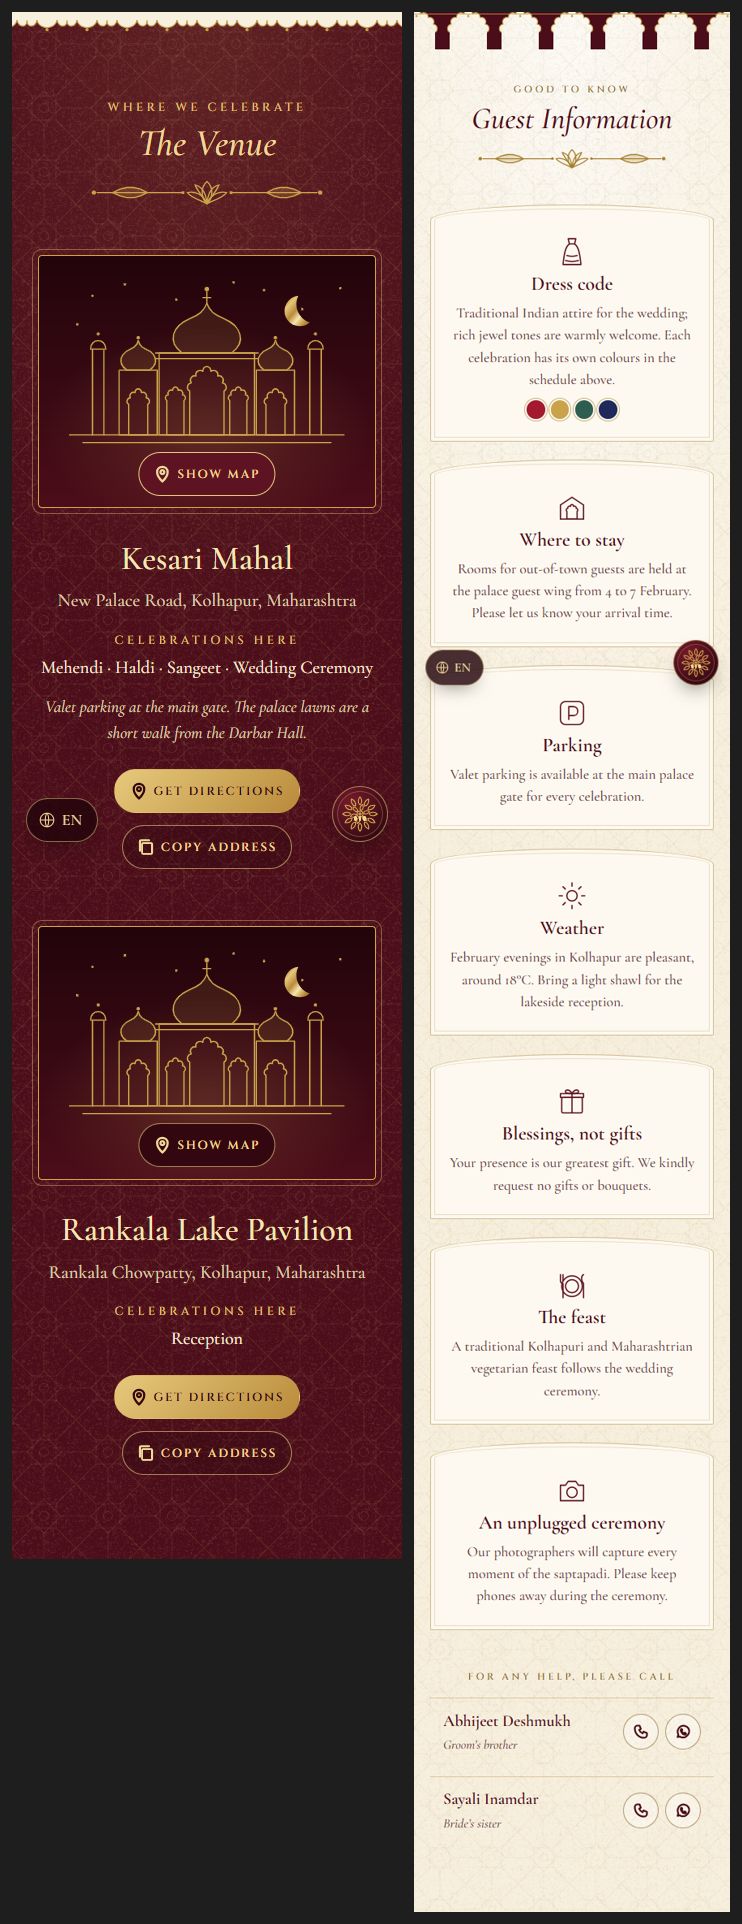 WHERE WE CELEBRATE
The Venue
SHOW MAP
Kesari Mahal
New Palace Road, Kolhapur, Maharashtra
CELEBRATIONS HERE
Mehendi · Haldi · Sangeet · Wedding Ceremony
Valet parking at the main gate. The palace lawns are a
short walk from the Darbar Hall.
GET DIRECTIONS
EN
COPY ADDRESS
SHOW MAP
Rankala Lake Pavilion
Rankala Chowpatty, Kolhapur, Maharashtra
CELEBRATIONS HERE
Reception
GET DIRECTIONS
COPY ADDRESS
GOOD TO KNOW
Guest Information
Dress code
Traditional Indian attire for the wedding;
rich jewel tones are warmly welcome. Each
celebration has its own colours in the
schedule above.
Where to stay
Rooms for out-of-town guests are held at
the palace guest wing from 4 to 7 February.
Please let us know your arrival time.
EN
P
Parking
Valet parking is available at the main palace
gate for every celebration.
Weather
February evenings in Kolhapur are pleasant,
around 18°C. Bring a light shawl for the
lakeside reception.
Blessings, not gifts
Your presence is our greatest gift. We kindly
request no gifts or bouquets.
The feast
A traditional Kolhapuri and Maharashtrian
vegetarian feast follows the wedding
ceremony.
An unplugged ceremony
Our photographers will capture every
moment of the saptapadi. Please keep
phones away during the ceremony.
FOR ANY HELP, PLEASE CALL
Abhijeet Deshmukh
Groom's brother
Sayali Inamdar
Bride's sister